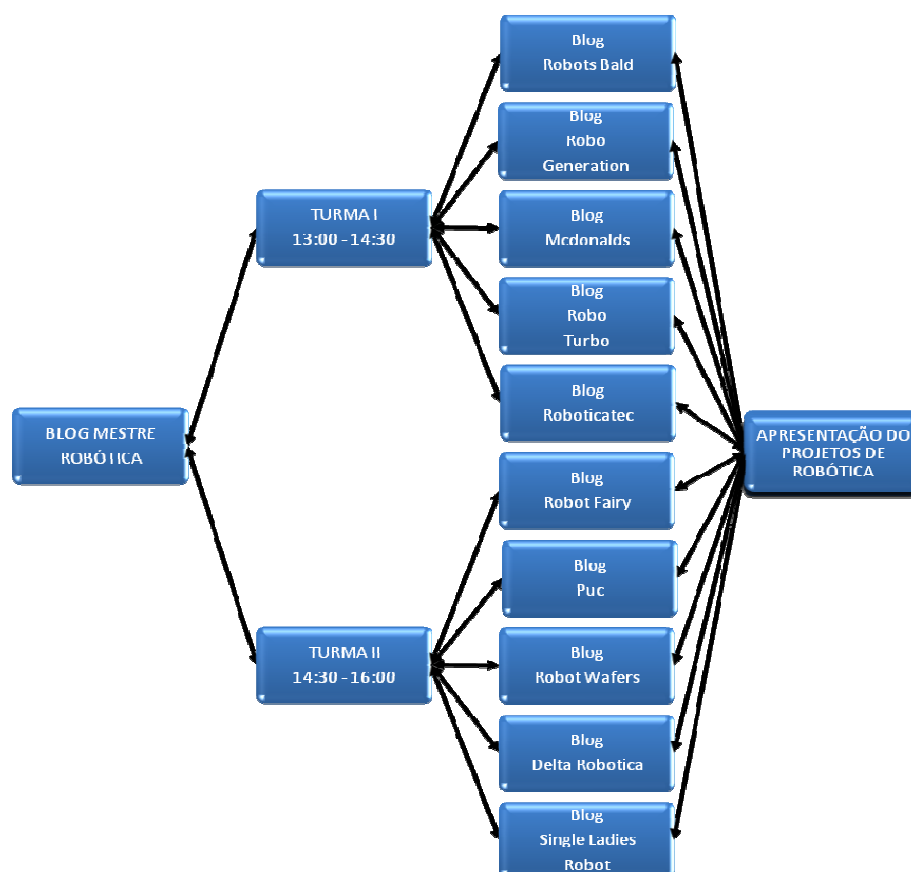 BLOG MESTRE
ROBÓTICA
TURMA I
13:00 - 14:30
TURMA II
14:30 - 16:00
Blog
Robots Bald
Blog
Robo
Generation
Blog
Mcdonalds
Blog
Robo
Turbo
Blog
Roboticatec
Blog
Robot Fairy
Blog
Puc
Blog
Robot Wafers
Blog
Delta Robotica
Blog
Single Ladies
Robot
APRESENTAÇÃO DO
PROJETOS DE
ROBÓTICA